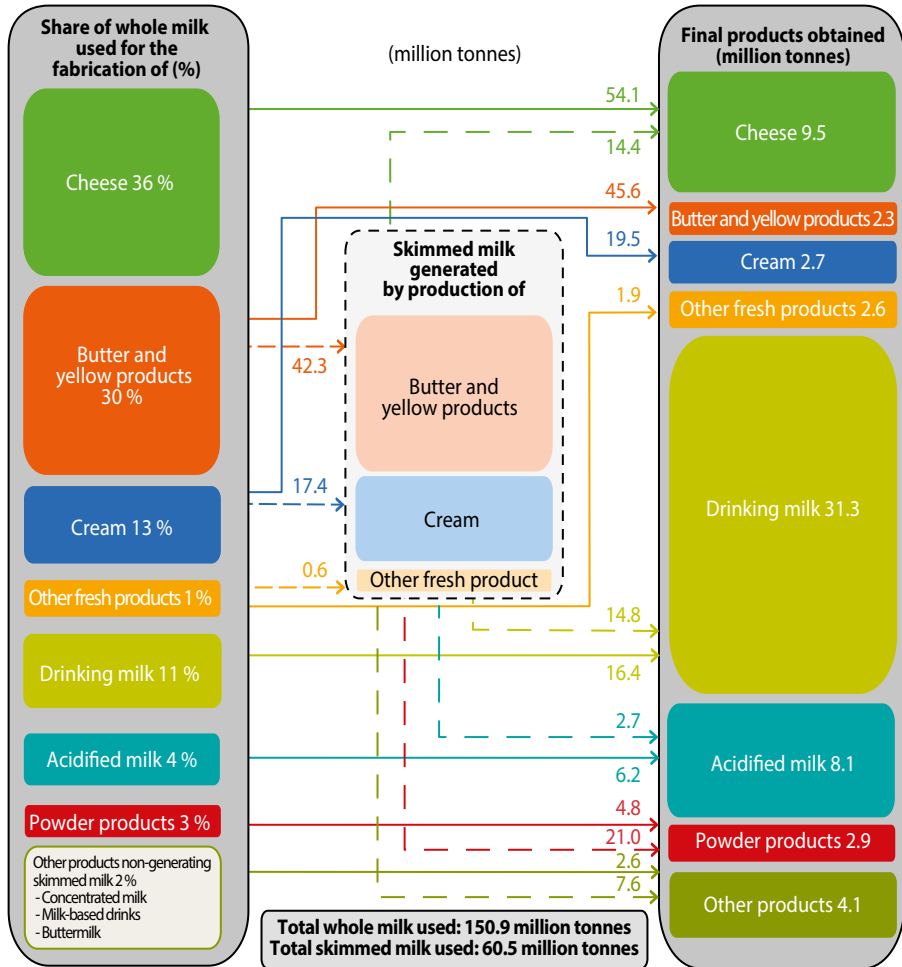 Share of whole milk
used for the
fabrication of (%)
Cheese 36 %
Butter and
yellow products
30 %
Cream 13 %
Other fresh products 1 %
Drinking milk 11 %
Acidified milk 4 %
Powder products 3 %
Other products non-generating
skimmed milk 2 %
- Concentrated milk
- Milk-based drinks
- Buttermilk
(million tonnes)
54.1
14.4
45.6
19.5
1.9
42.3
17.4
0.6
Skimmed milk
generated
by production of
Butter and
yellow products
Cream
Other fresh product
14.8
16.4
2.7
6.2
4.8
21.0
2.6
7.6
Final products obtained
(million tonnes)
Cheese 9.5
Butter and yellow products 2.3
Cream 2.7
Other fresh products 2.6
Drinking milk 31.3
Acidified milk 8.1
Powder products 2.9
Other products 4.1
Total whole milk used: 150.9 million tonnes
Total skimmed milk used: 60.5 million tonnes